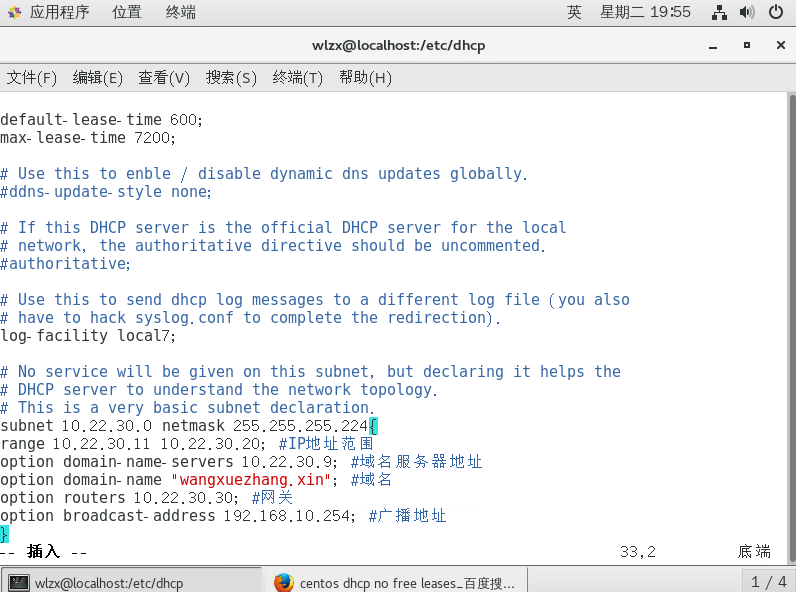 应用程序 位置 终端 英 星期二 19:55
wlzx@localhost:/etc/dhcp
文件(F) 编辑(E) 查看(V) 搜索(S) 终端(T) 帮助(H)
default-lease-time 600;
max-lease-time 7200;
# Use this to enble / disable dynamic dns updates globally.
#ddns-update-style none;
# If this DHCP server is the official DHCP server for the local
# network, the authoritative directive should be uncommented.
#authoritative;
# Use this to send dhcp log messages to a different log file (you also
# have to hack syslog.conf to complete the redirection).
log-facility local7;
# No service will be given on this subnet, but declaring it helps the
# DHCP server to understand the network topology.
# This is a very basic subnet declaration.
subnet 10.22.30.0 netmask 255.255.255.224{
range 10.22.30.11 10.22.30.20; #IP地址范围
option domain-name-servers 10.22.30.9; #域名服务器地址
option domain-name "wangxuezhang.xin"; #域名
option routers 10.22.30.30; #网关
option broadcast-address 192.168.10.254; #广播地址
}
-- 插入 -- 33,2 底端
wlzx@localhost:/etc/dhcp centos dhcp no free leases_百度搜... 1 / 4